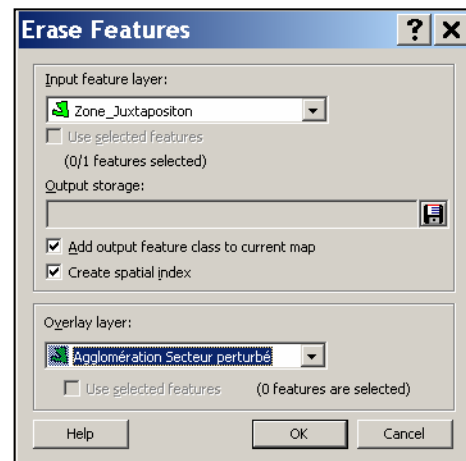 Erase Features
? ×
Input feature layer:
Zone_Juxtapositon
Use selected features
(0/1 features selected)
Output storage:
Add output feature class to current map
Create spatial index
Overlay layer:
Agglomération Secteur perturbé
Use selected features (0 features are selected)
Help OK Cancel